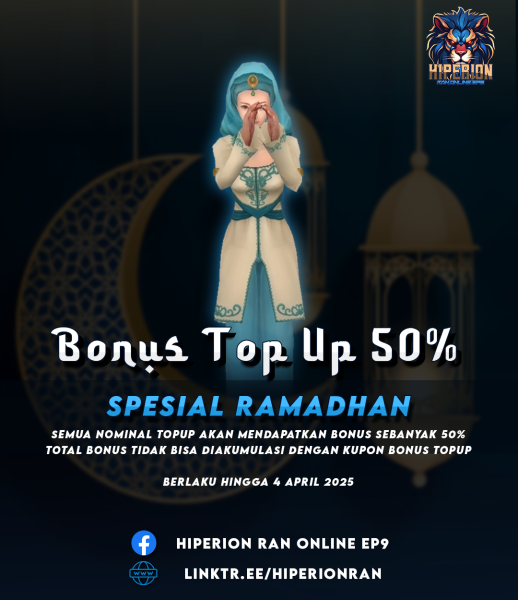 HIPERION
RAN ONLINE EP9
Bonus Top Up 50%
SPESIAL RAMADHAN
SEMUA NOMINAL TOPUP AKAN MENDAPATKAN BONUS SEBANYAK 50%
TOTAL BONUS TIDAK BISA DIAKUMULASI DENGAN KUPON BONUS TOPUP
BERLAKU HINGGA 4 APRIL 2025
HIPERION RAN ONLINE EP9
WWW
LINKTR.EE/HIPERIONRAN